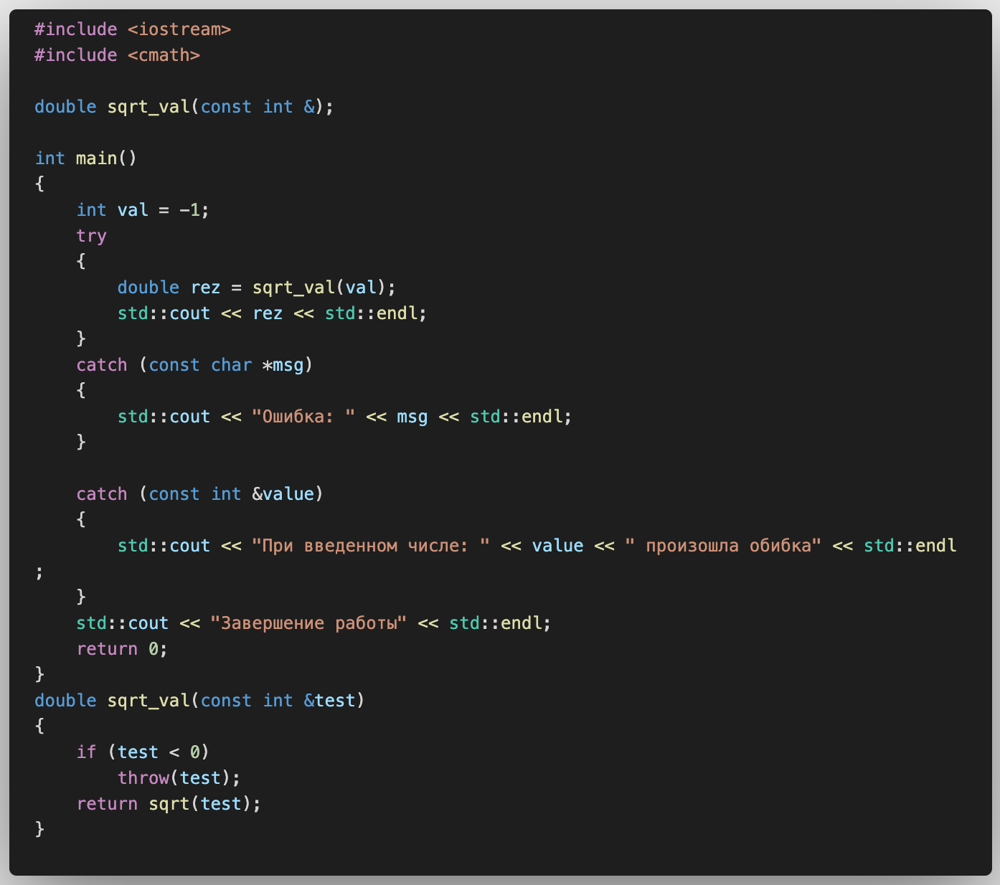 #include <iostream>
#include <cmath>

double sqrt_val(const int &);

int main()
{
    int val = -1;
    try
    {
        double rez = sqrt_val(val);
        std::cout << rez << std::endl;
    }
    catch (const char *msg)
    {
        std::cout << "Ошибка: " << msg << std::endl;
    }

    catch (const int &value)
    {
        std::cout << "При введенном числе: " << value << " произошла обибка" << std::endl
;
    }
    std::cout << "Завершение работы" << std::endl;
    return 0;
}
double sqrt_val(const int &test)
{
    if (test < 0)
        throw(test);
    return sqrt(test);
}